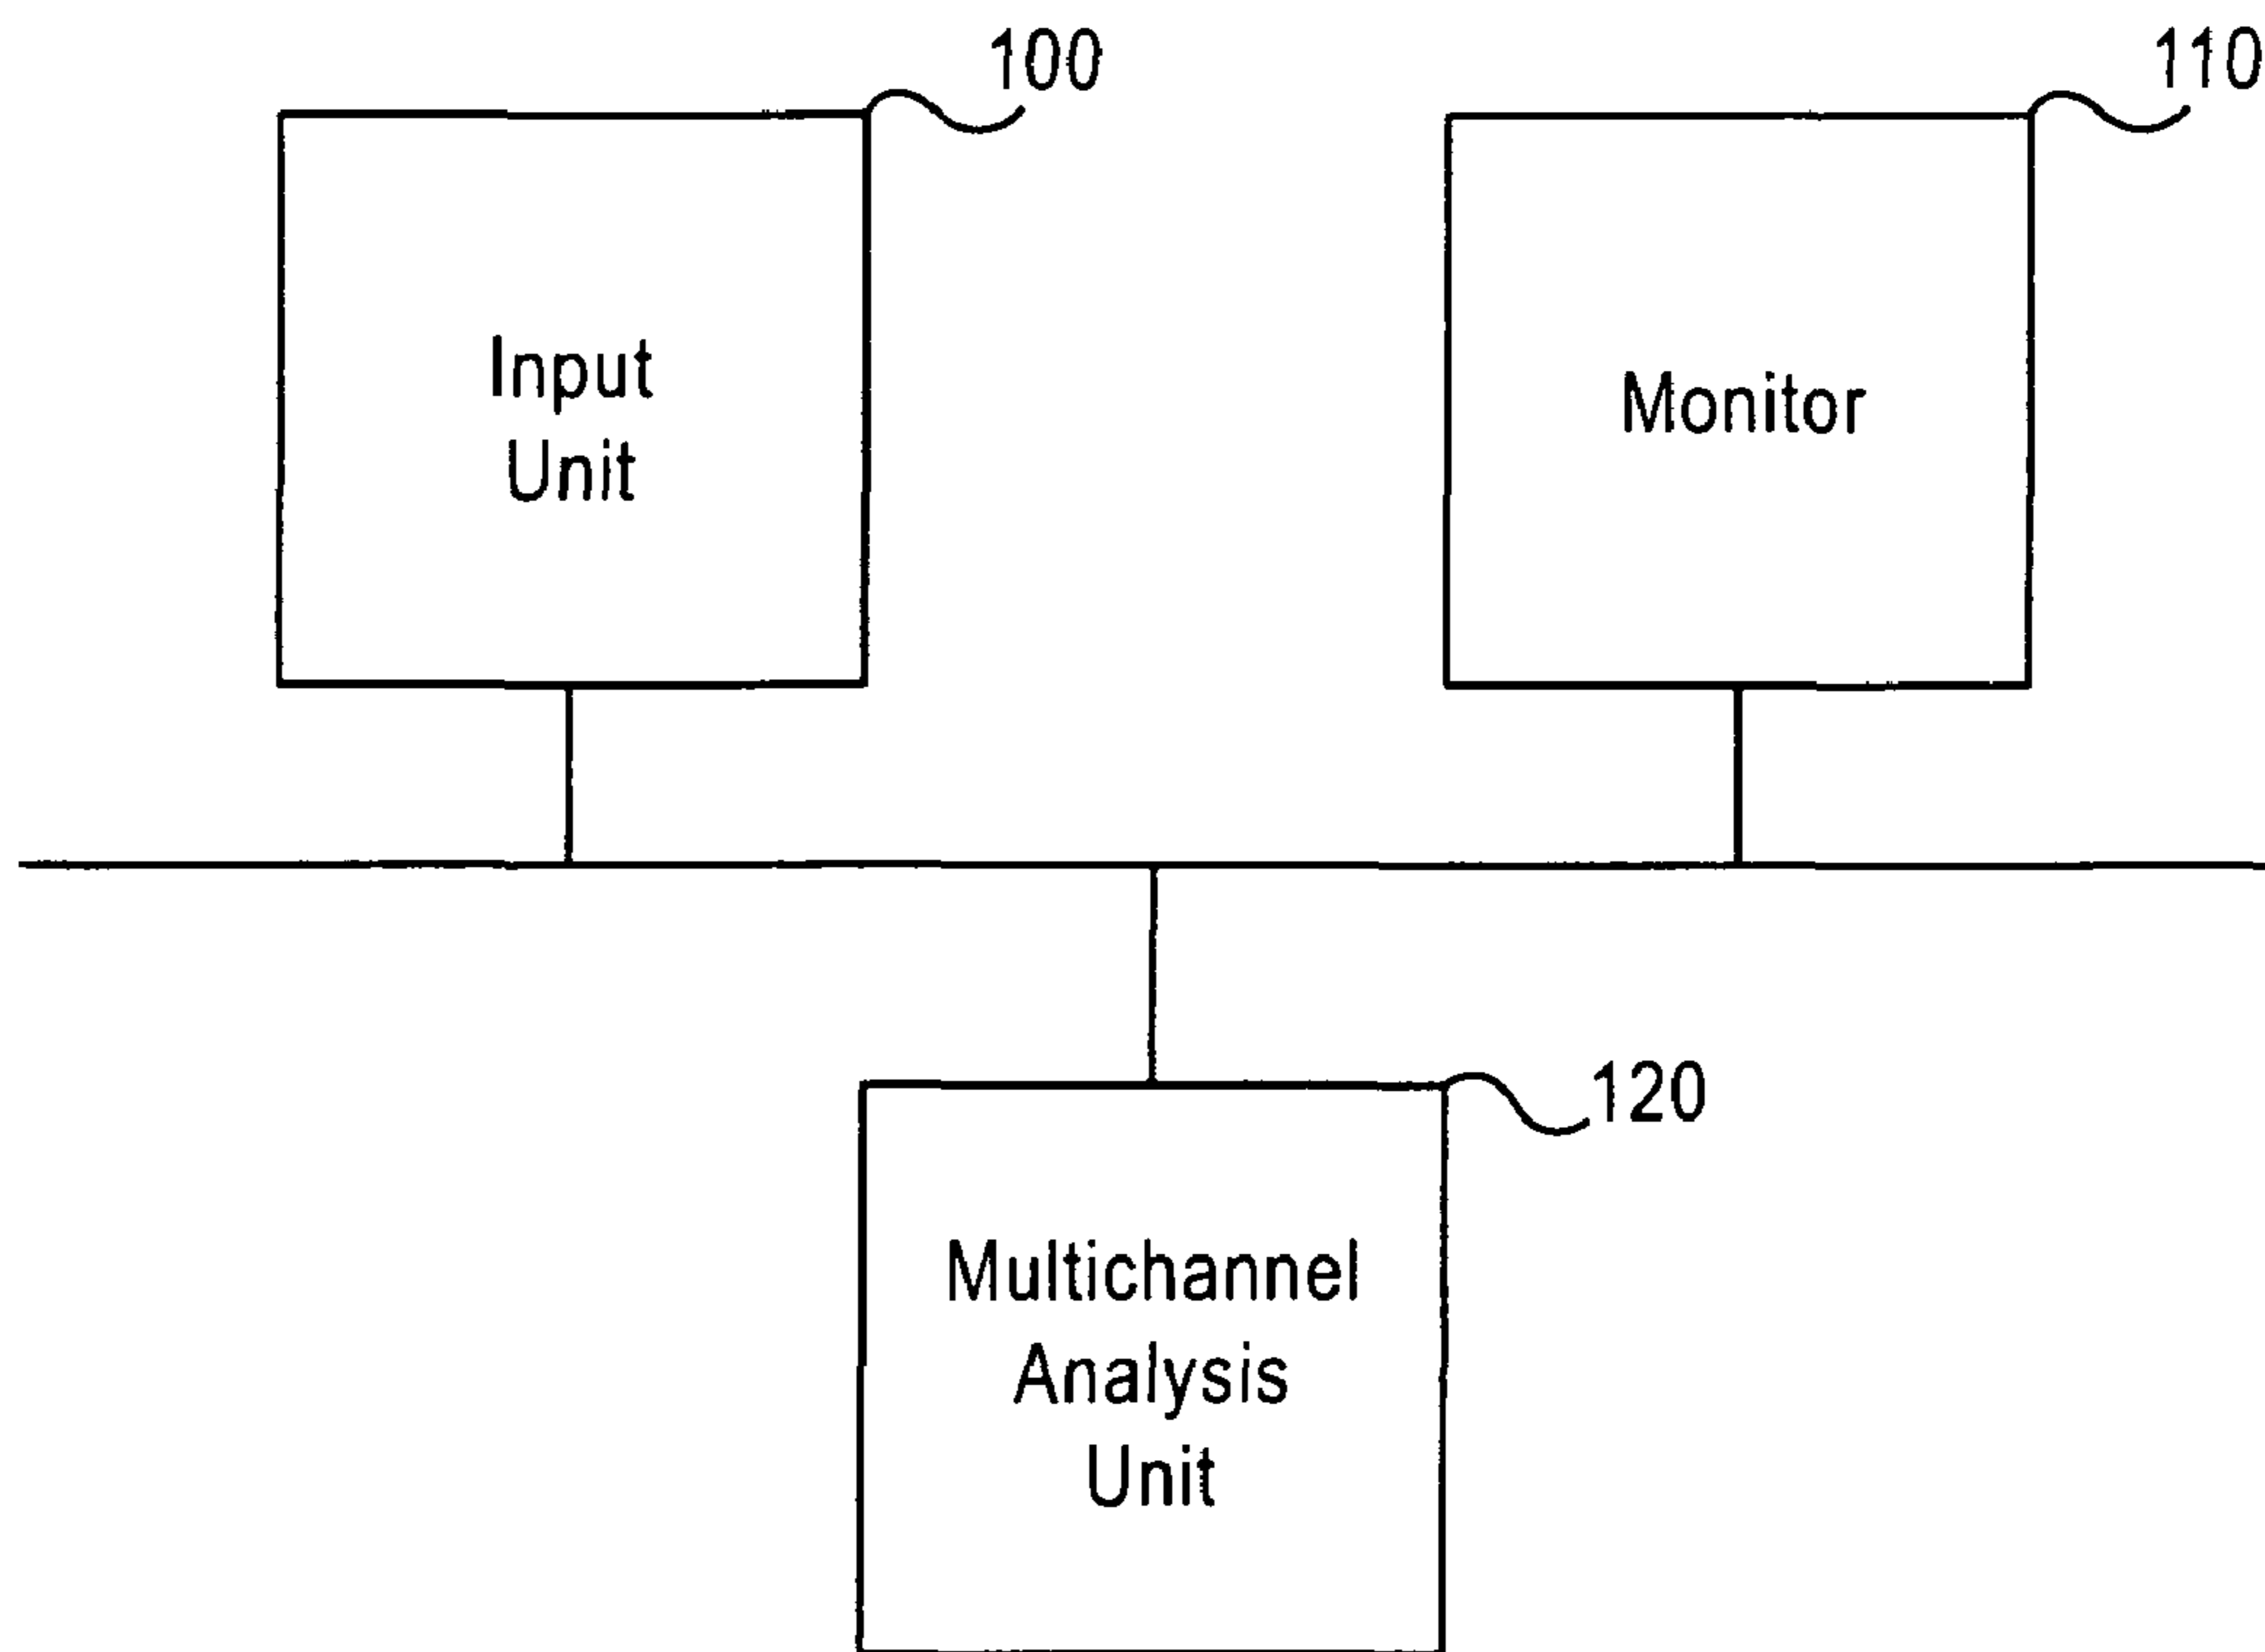 100
110
Input
Unit
Monitor
120
Multichannel
Analysis
Unit